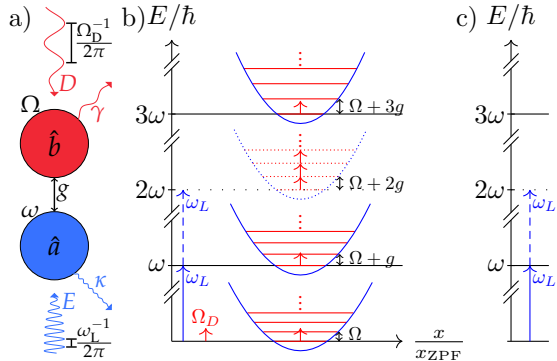 a)
Ω_D^{-1}/2π
D
γ
Ω
b̂
g
ω
â
κ
E
ω_L^{-1}/2π
b)
E/ħ
3ω
Ω + 3g
2ω
Ω + 2g
ω_L
ω
Ω + g
ω_L
Ω_D
Ω
x/x_ZPF
c)
E/ħ
3ω
2ω
ω_L
ω
ω_L